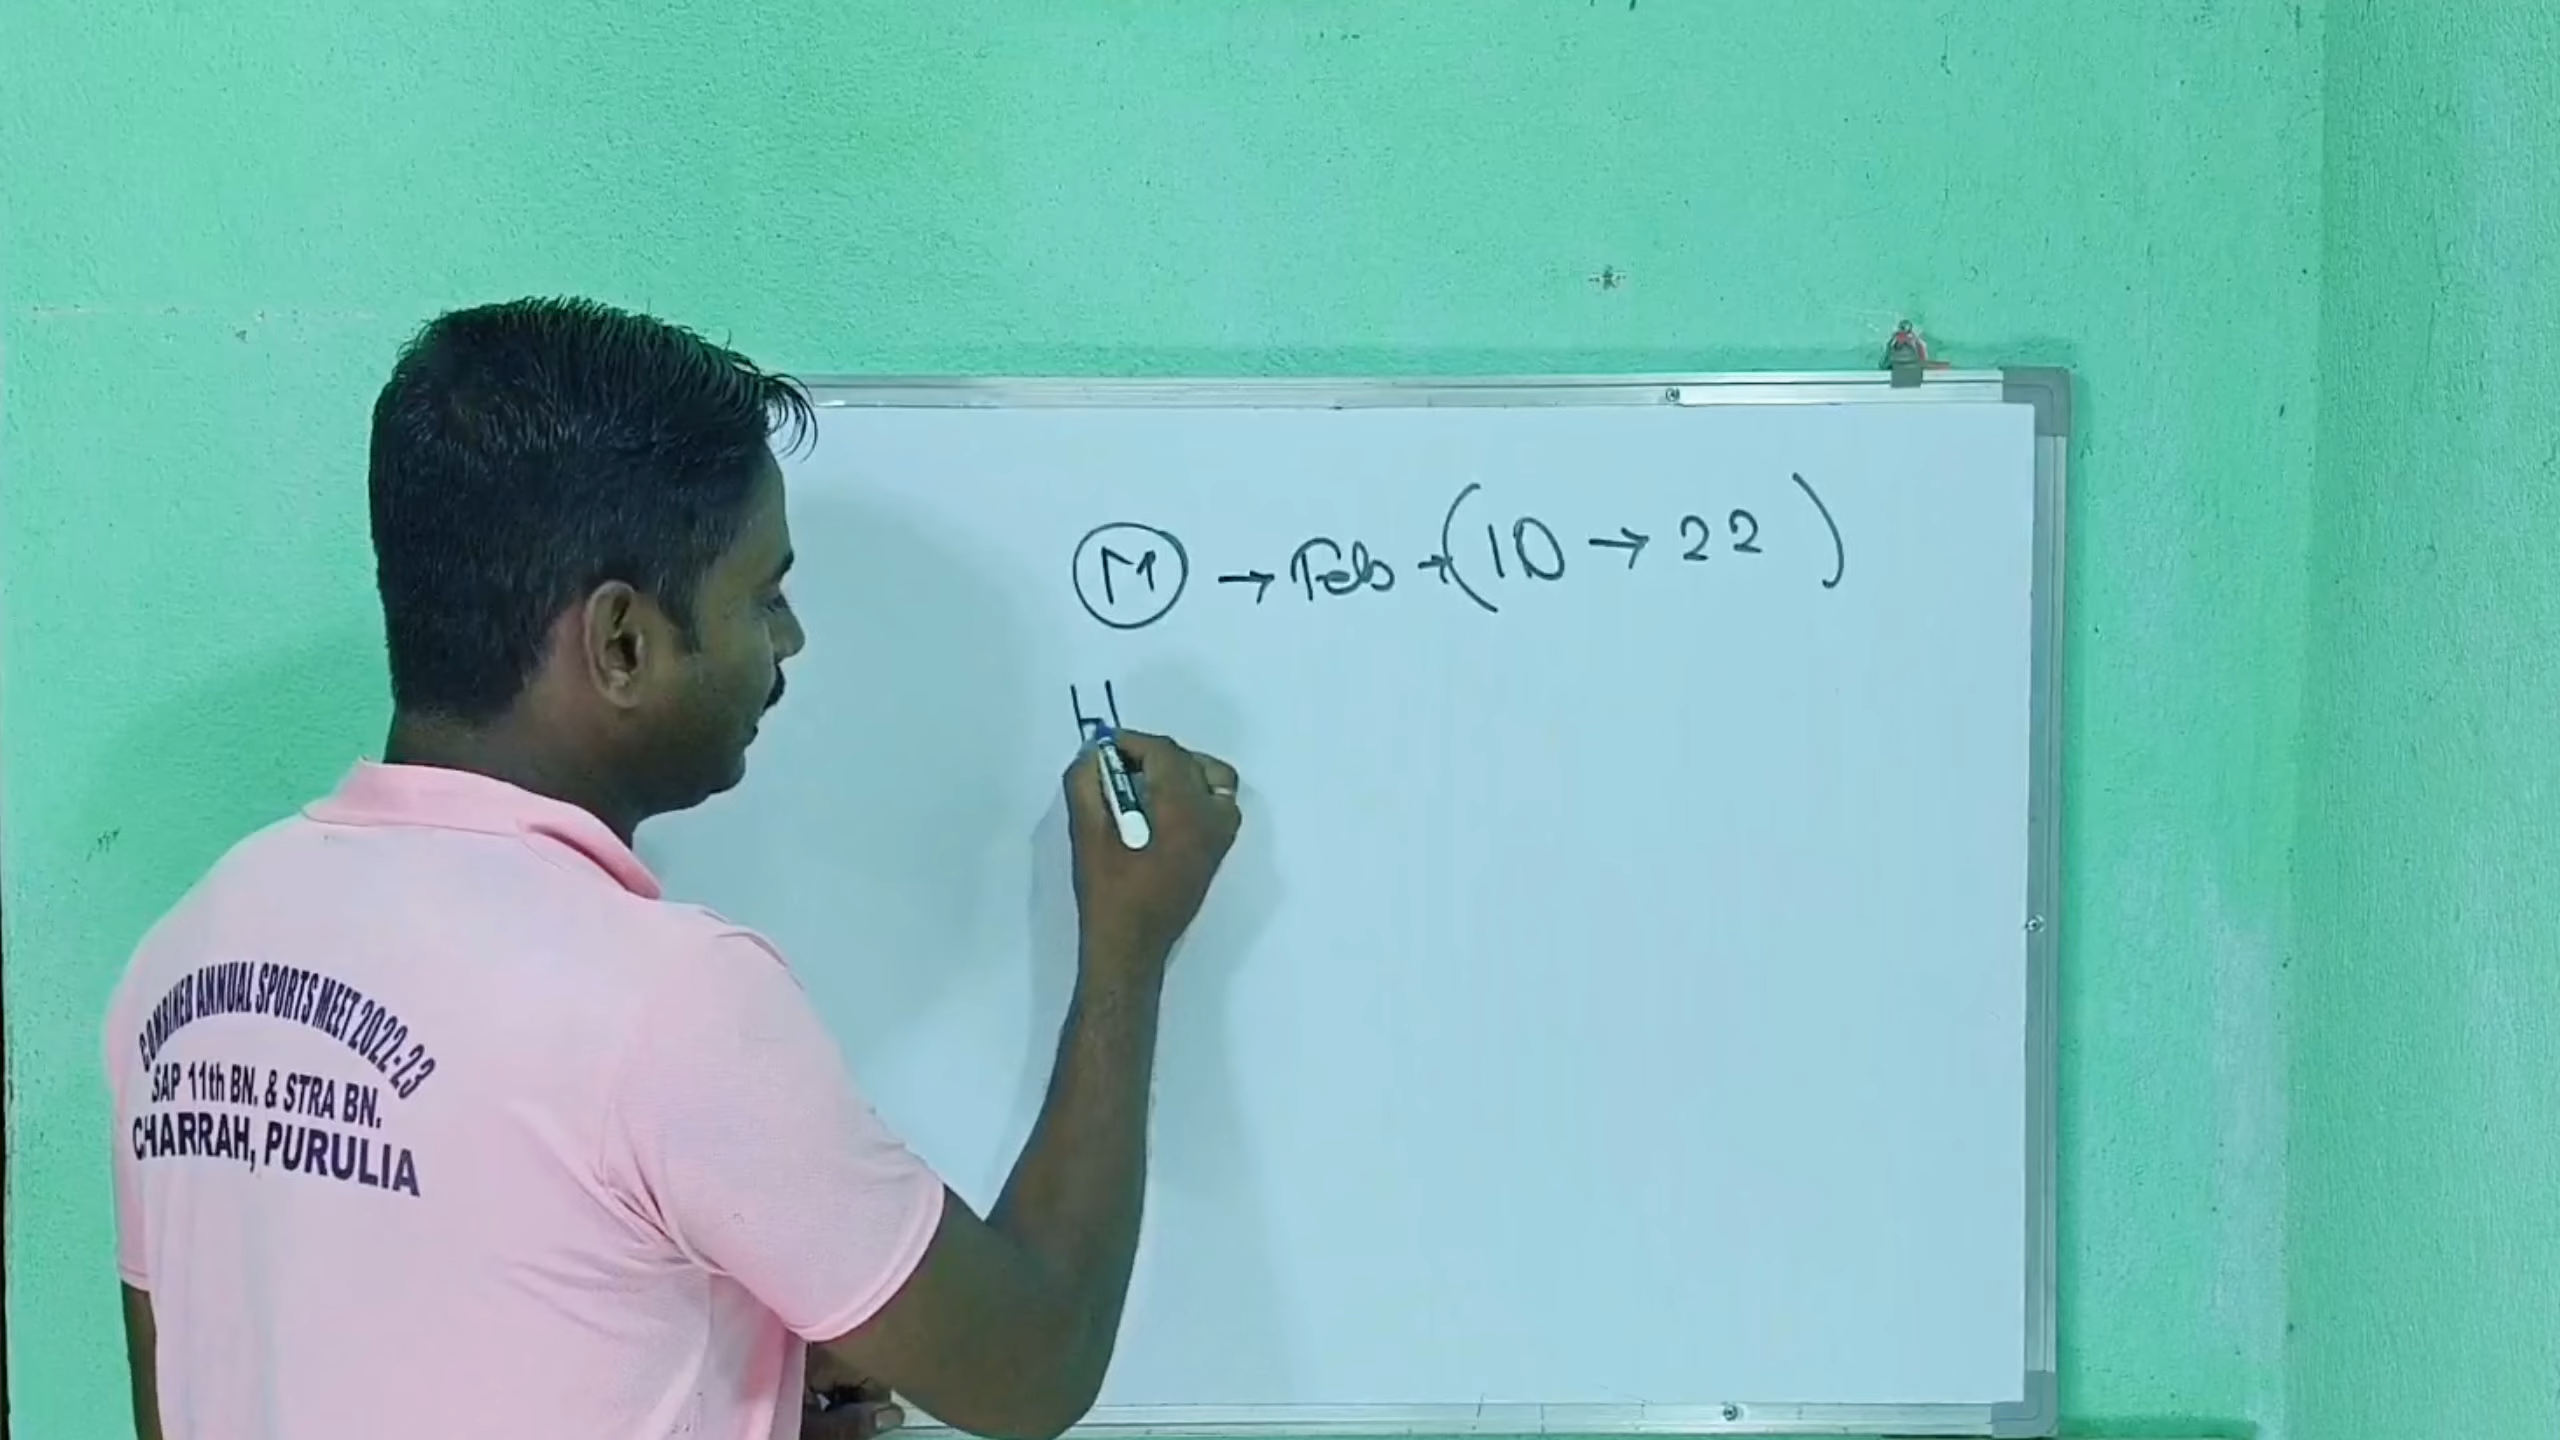 M → Feb → (10 → 22)
H
COMBINED ANNUAL SPORTS MEET 2022-23
SAP 11th BN. & STRA BN.
CHARRAH, PURULIA